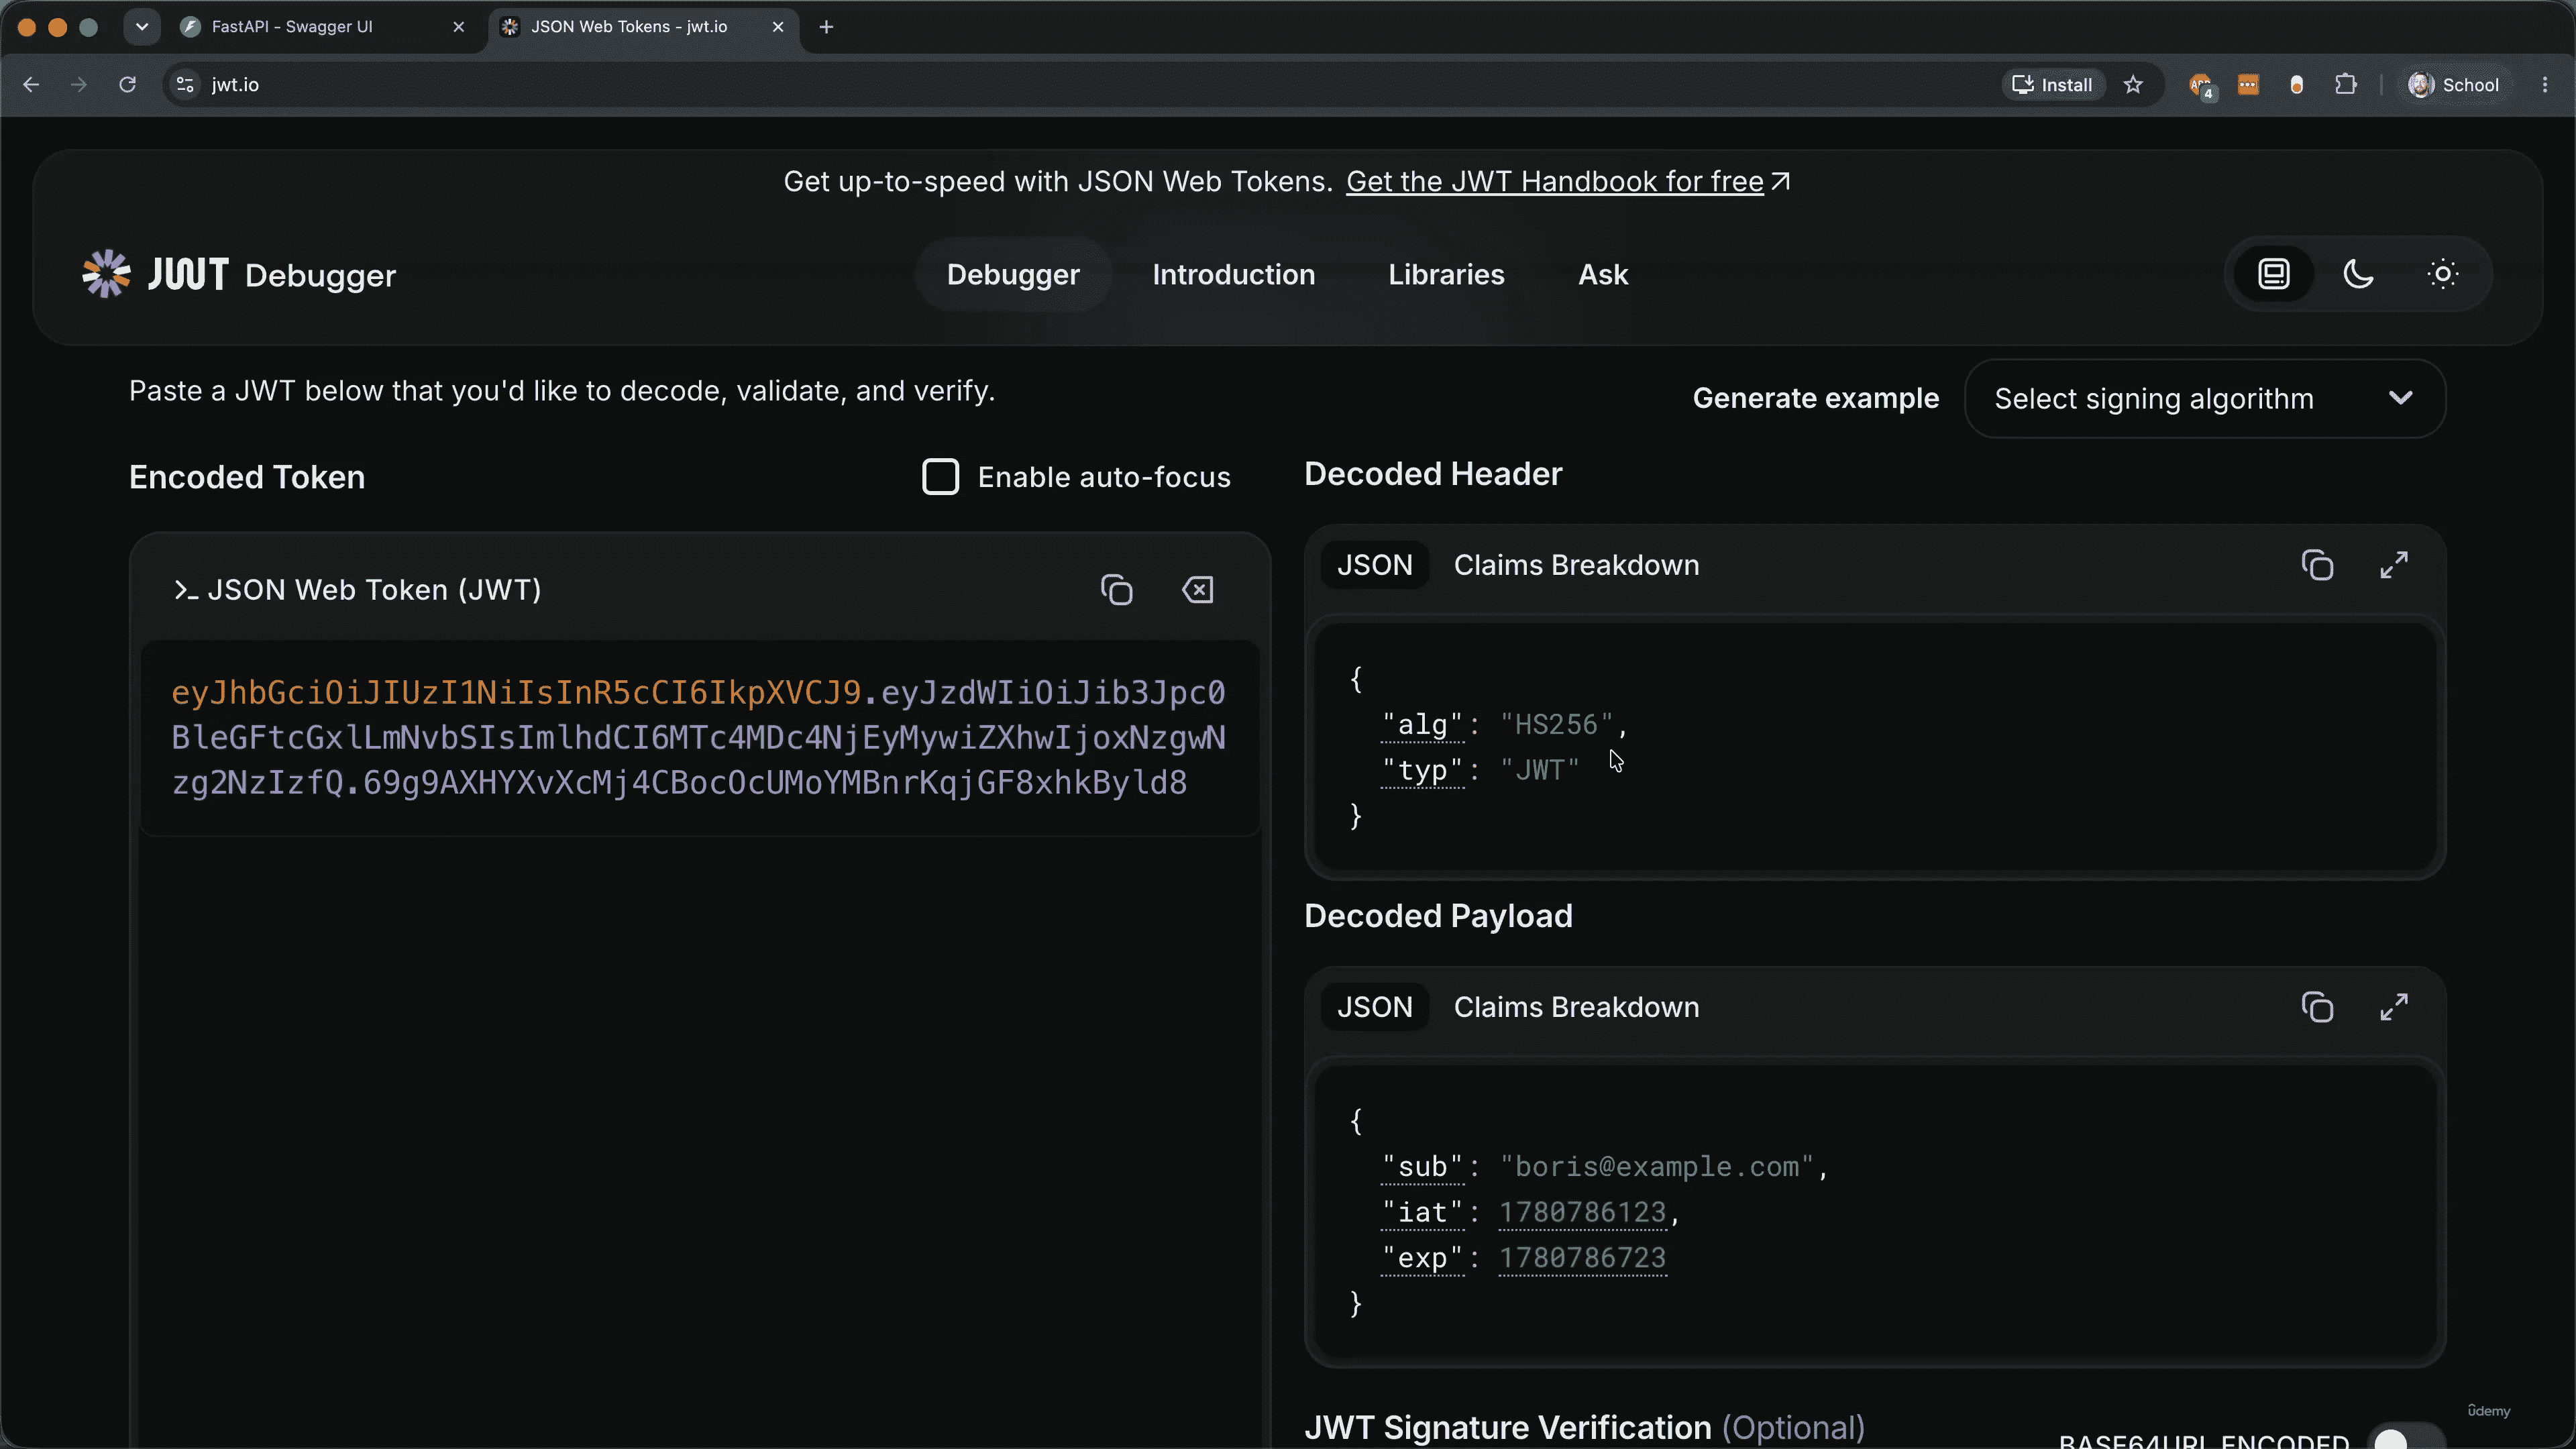 FastAPI - Swagger UI
JSON Web Tokens - jwt.io
jwt.io
Install
4
School
Get up-to-speed with JSON Web Tokens. Get the JWT Handbook for free
JWT Debugger
Debugger
Introduction
Libraries
Ask
Paste a JWT below that you'd like to decode, validate, and verify.
Generate example
Select signing algorithm
Encoded Token
Enable auto-focus
JSON Web Token (JWT)
eyJhbGciOiJIUzI1NiIsInR5cCI6IkpXVCJ9.eyJzdWIiOiJib3Jpc0
BleGFtcGxlLmNvbSIsImlhdCI6MTc4MDc4NjEyMywiZXhwIjoxNzgwN
zg2NzIzfQ.69g9AXHYXvXcMj4CBocOcUMoYMBnrKqjGF8xhkByld8
Decoded Header
JSON
Claims Breakdown
{
"alg": "HS256",
"typ": "JWT"
}
Decoded Payload
JSON
Claims Breakdown
{
"sub": "boris@example.com",
"iat": 1780786123,
"exp": 1780786723
}
JWT Signature Verification (Optional)
BASE64URL ENCODED
ûdemy